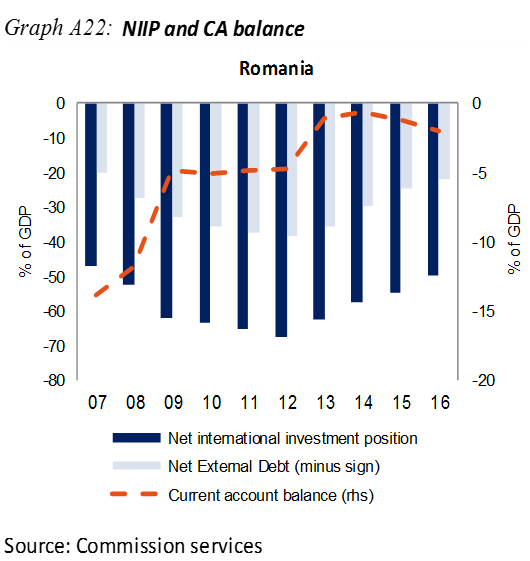 Graph A22: NIIP and CA balance
Romania
0
-10
-20
-30
-40
-50
-60
-70
-80
% of GDP
0
-5
-10
-15
-20
% of GDP
07 08 09 10 11 12 13 14 15 16
Net international investment position
Net External Debt (minus sign)
Current account balance (rhs)
Source: Commission services